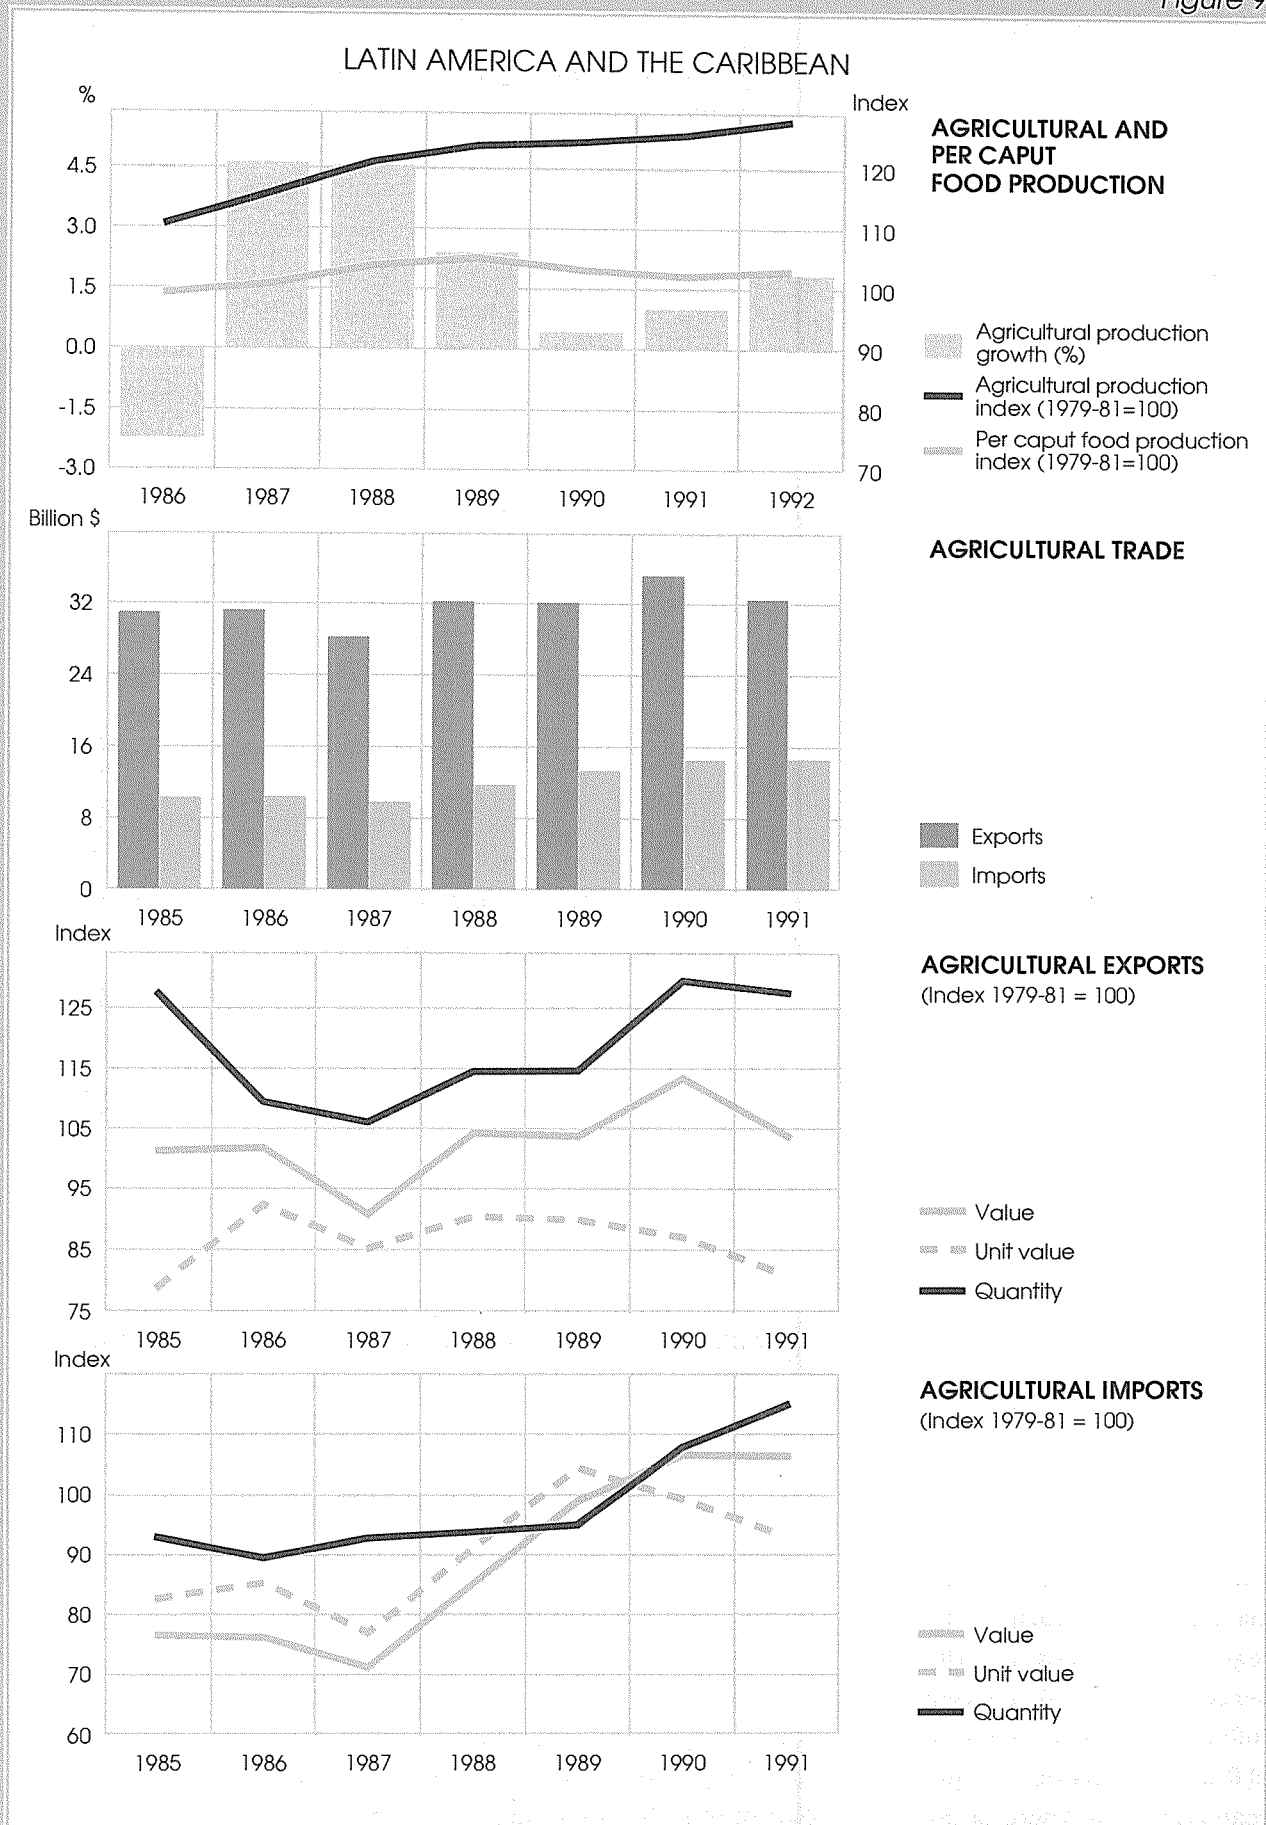 Figure 9
LATIN AMERICA AND THE CARIBBEAN
%
Index
4.5
3.0
1.5
0.0
-1.5
-3.0
120
110
100
90
80
70
1986 1987 1988 1989 1990 1991 1992
AGRICULTURAL AND
PER CAPUT
FOOD PRODUCTION
Agricultural production
growth (%)
Agricultural production
index (1979-81=100)
Per caput food production
index (1979-81=100)
Billion $
32
24
16
8
0
1985 1986 1987 1988 1989 1990 1991
AGRICULTURAL TRADE
Exports
Imports
Index
125
115
105
95
85
75
1985 1986 1987 1988 1989 1990 1991
AGRICULTURAL EXPORTS
(Index 1979-81 = 100)
Value
Unit value
Quantity
Index
110
100
90
80
70
60
1985 1986 1987 1988 1989 1990 1991
AGRICULTURAL IMPORTS
(Index 1979-81 = 100)
Value
Unit value
Quantity